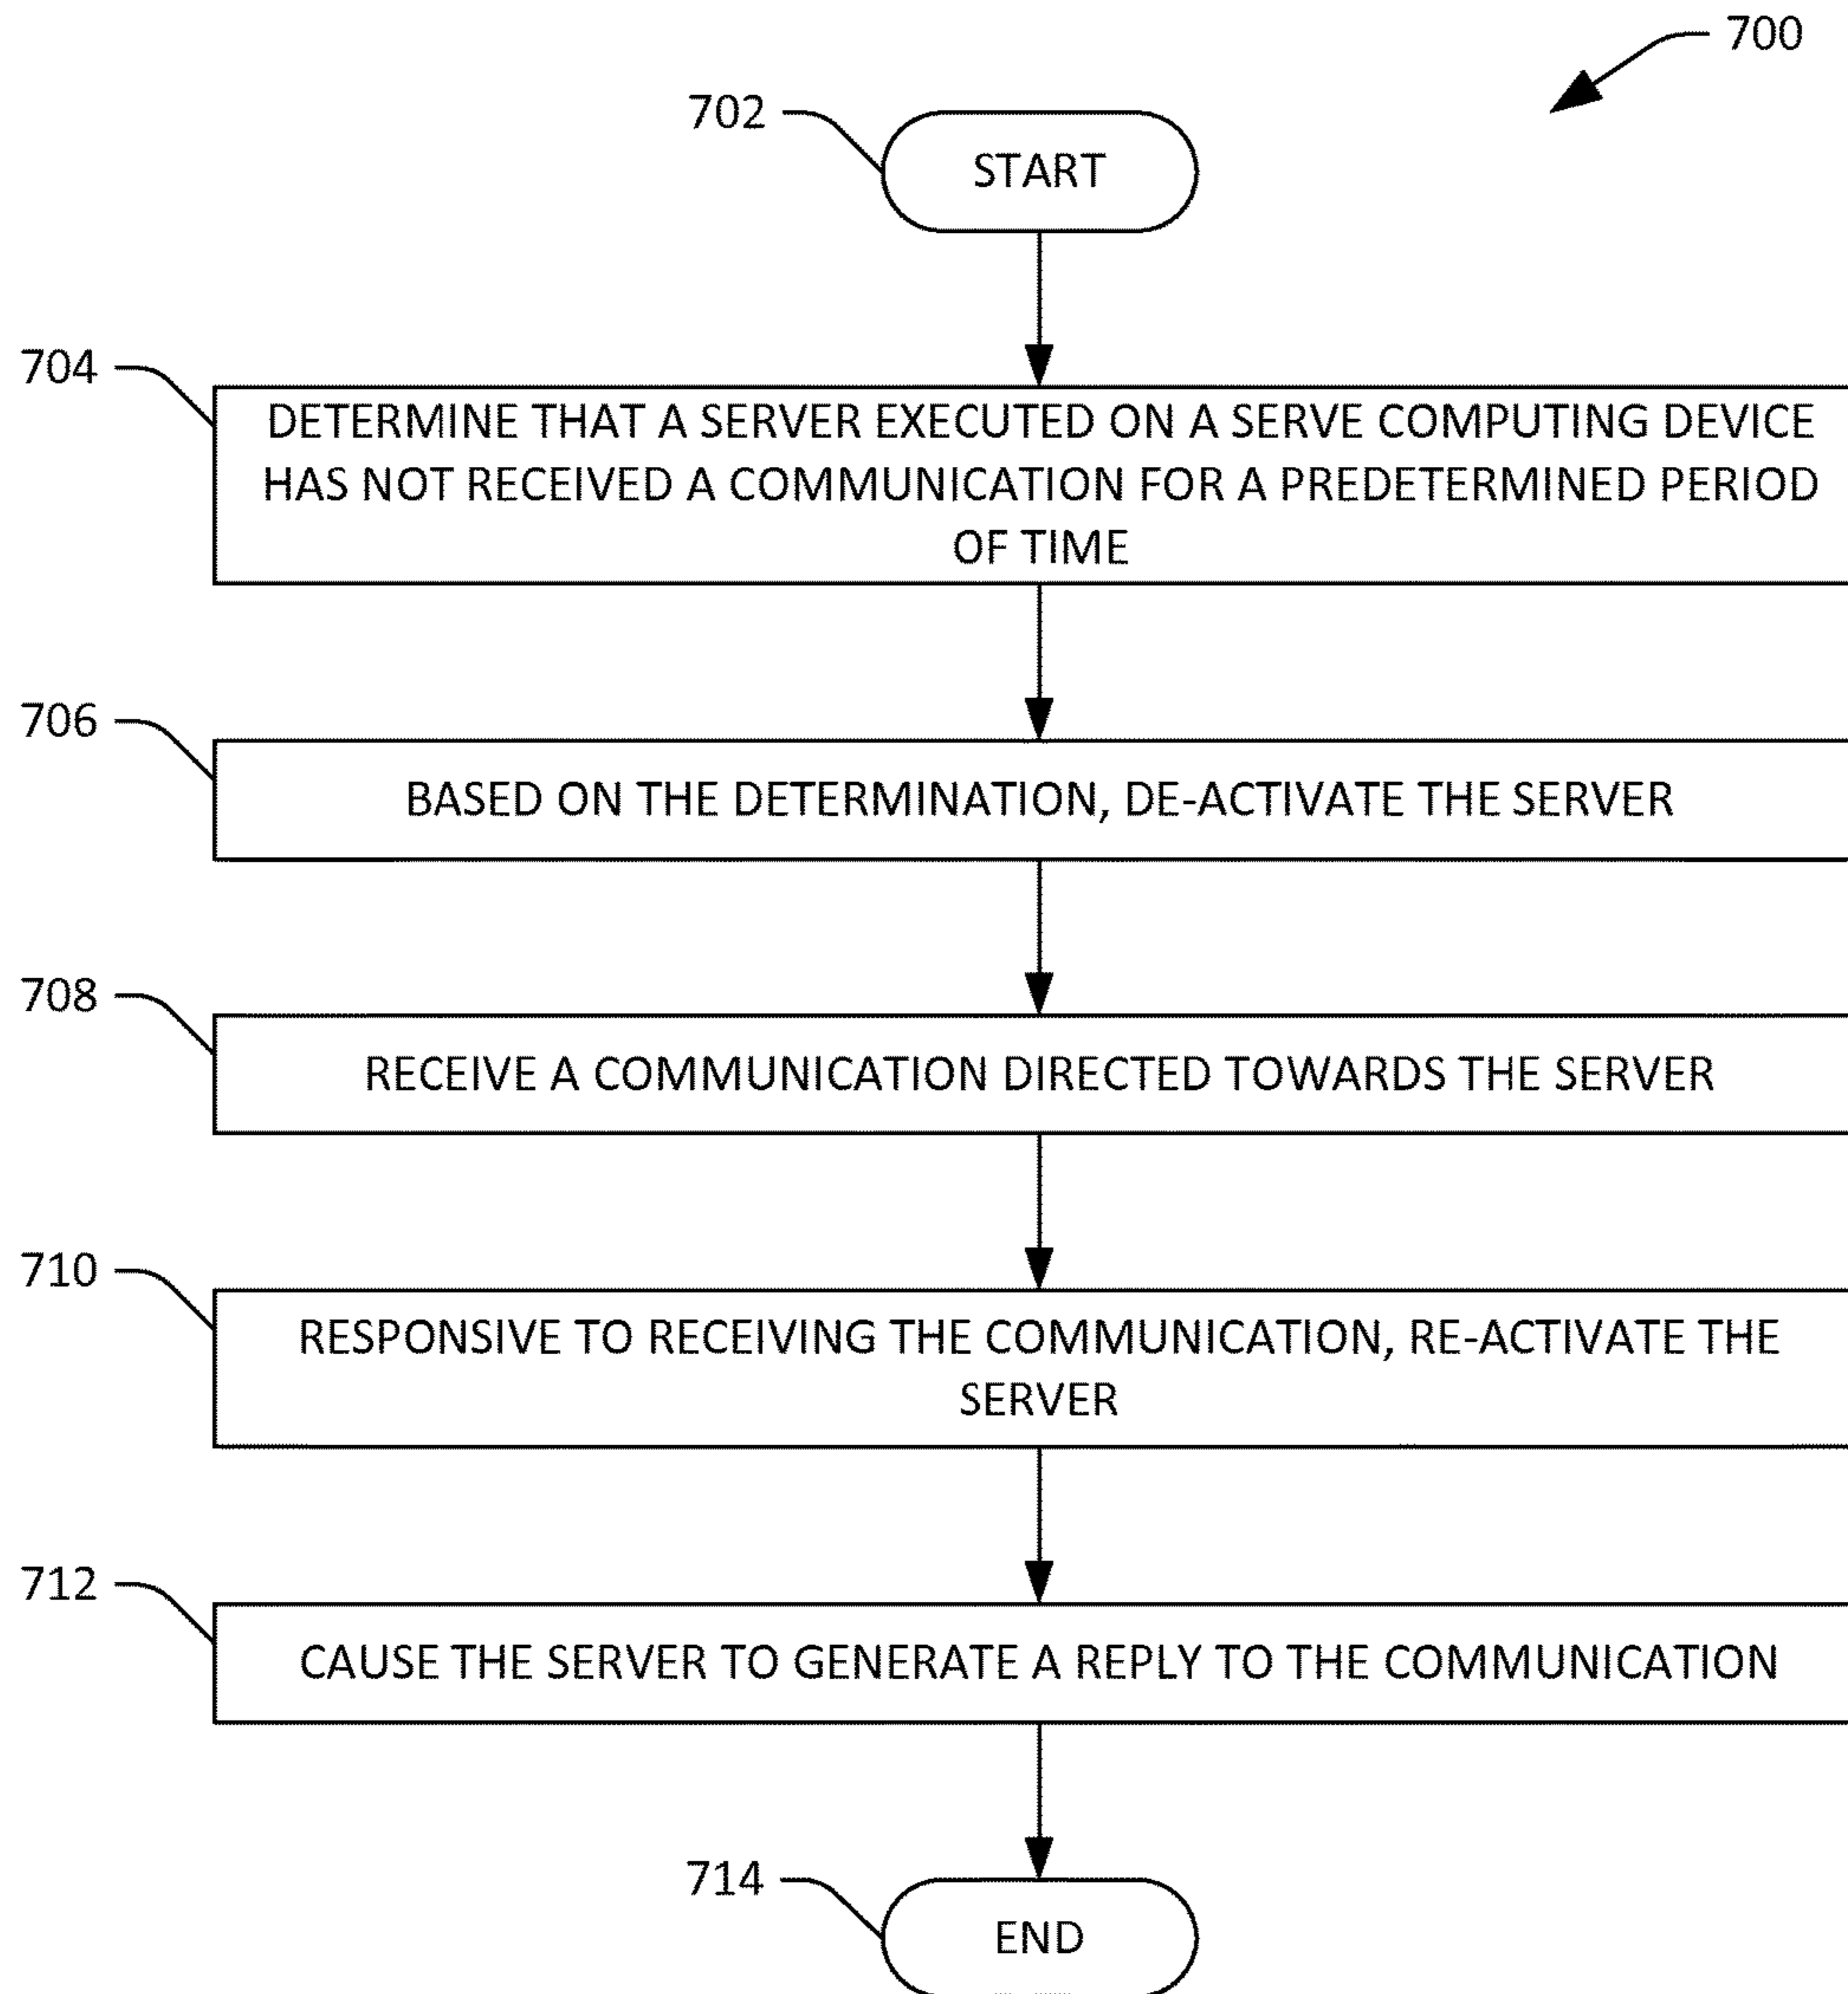 700
702
START
704
DETERMINE THAT A SERVER EXECUTED ON A SERVE COMPUTING DEVICE
HAS NOT RECEIVED A COMMUNICATION FOR A PREDETERMINED PERIOD
OF TIME
706
BASED ON THE DETERMINATION, DE-ACTIVATE THE SERVER
708
RECEIVE A COMMUNICATION DIRECTED TOWARDS THE SERVER
710
RESPONSIVE TO RECEIVING THE COMMUNICATION, RE-ACTIVATE THE
SERVER
712
CAUSE THE SERVER TO GENERATE A REPLY TO THE COMMUNICATION
714
END